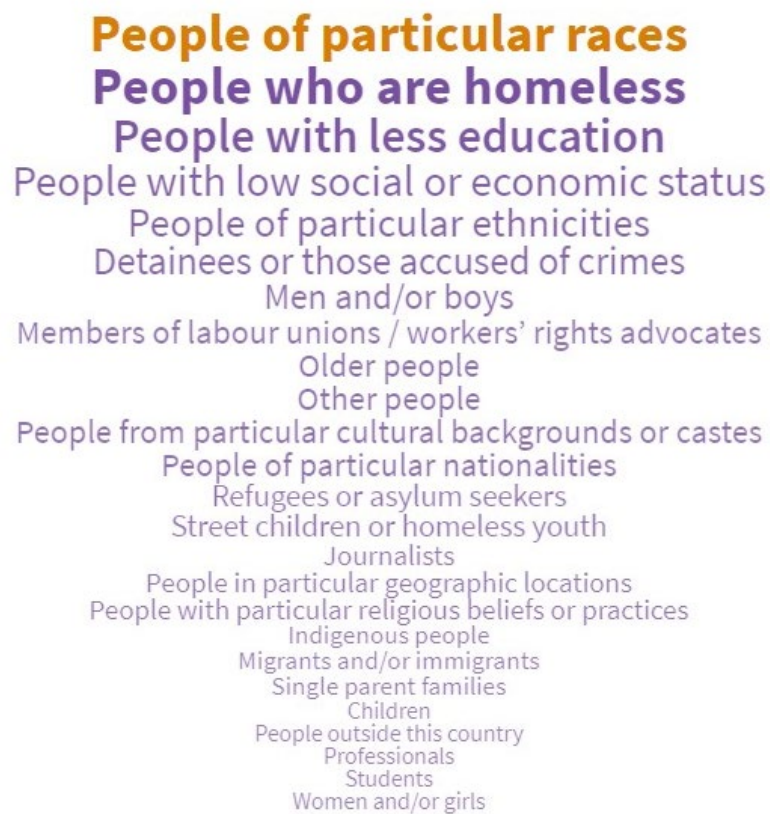 People of particular races
People who are homeless
People with less education
People with low social or economic status
People of particular ethnicities
Detainees or those accused of crimes
Men and/or boys
Members of labour unions / workers’ rights advocates
Older people
Other people
People from particular cultural backgrounds or castes
People of particular nationalities
Refugees or asylum seekers
Street children or homeless youth
Journalists
People in particular geographic locations
People with particular religious beliefs or practices
Indigenous people
Migrants and/or immigrants
Single parent families
Children
People outside this country
Professionals
Students
Women and/or girls